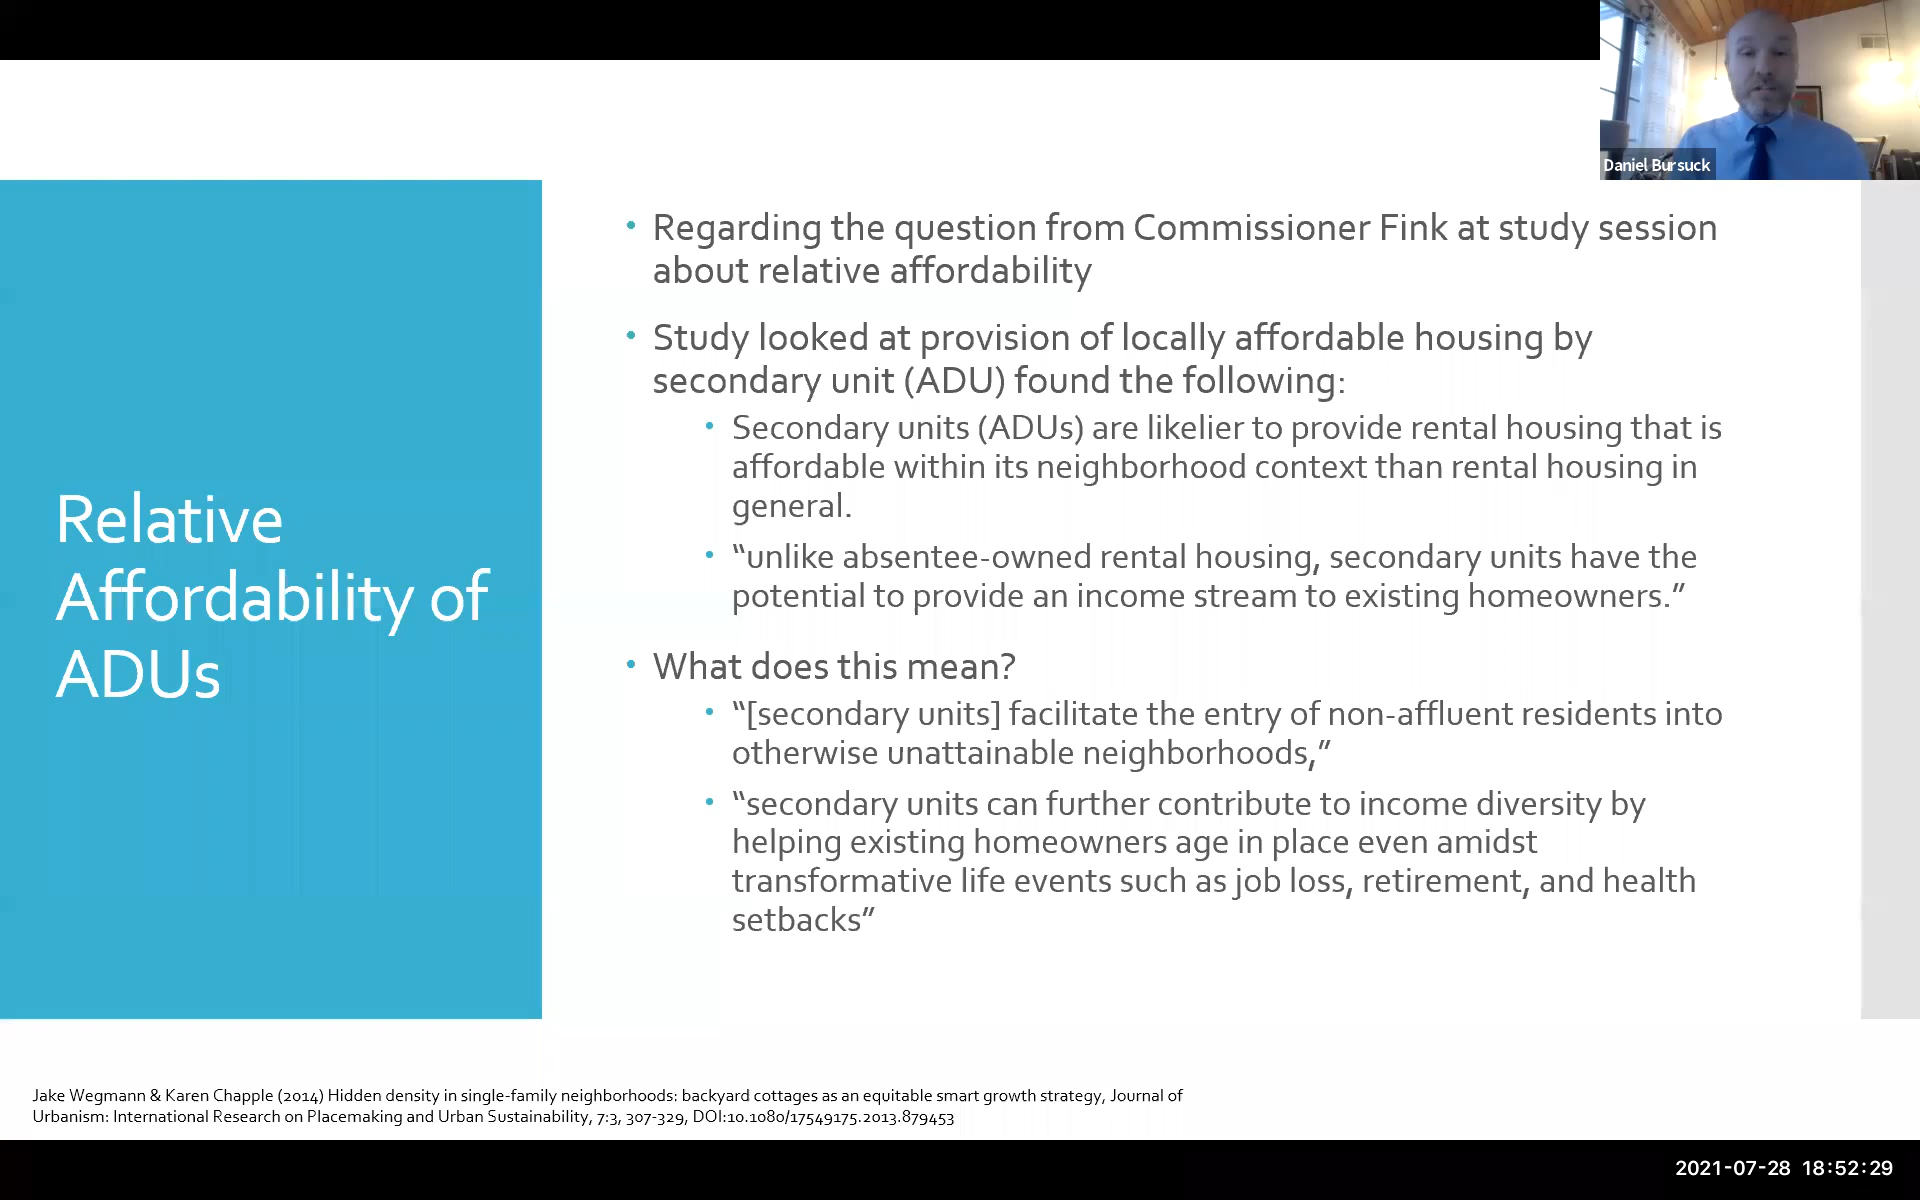 Daniel Bursuck
Relative
Affordability of
ADUs
• Regarding the question from Commissioner Fink at study session
about relative affordability
• Study looked at provision of locally affordable housing by
secondary unit (ADU) found the following:
• Secondary units (ADUs) are likelier to provide rental housing that is
affordable within its neighborhood context than rental housing in
general.
• “unlike absentee-owned rental housing, secondary units have the
potential to provide an income stream to existing homeowners.”
• What does this mean?
• “[secondary units] facilitate the entry of non-affluent residents into
otherwise unattainable neighborhoods,”
• “secondary units can further contribute to income diversity by
helping existing homeowners age in place even amidst
transformative life events such as job loss, retirement, and health
setbacks”
Jake Wegmann & Karen Chapple (2014) Hidden density in single-family neighborhoods: backyard cottages as an equitable smart growth strategy, Journal of
Urbanism: International Research on Placemaking and Urban Sustainability, 7:3, 307-329, DOI:10.1080/17549175.2013.879453
2021-07-28 18:52:29